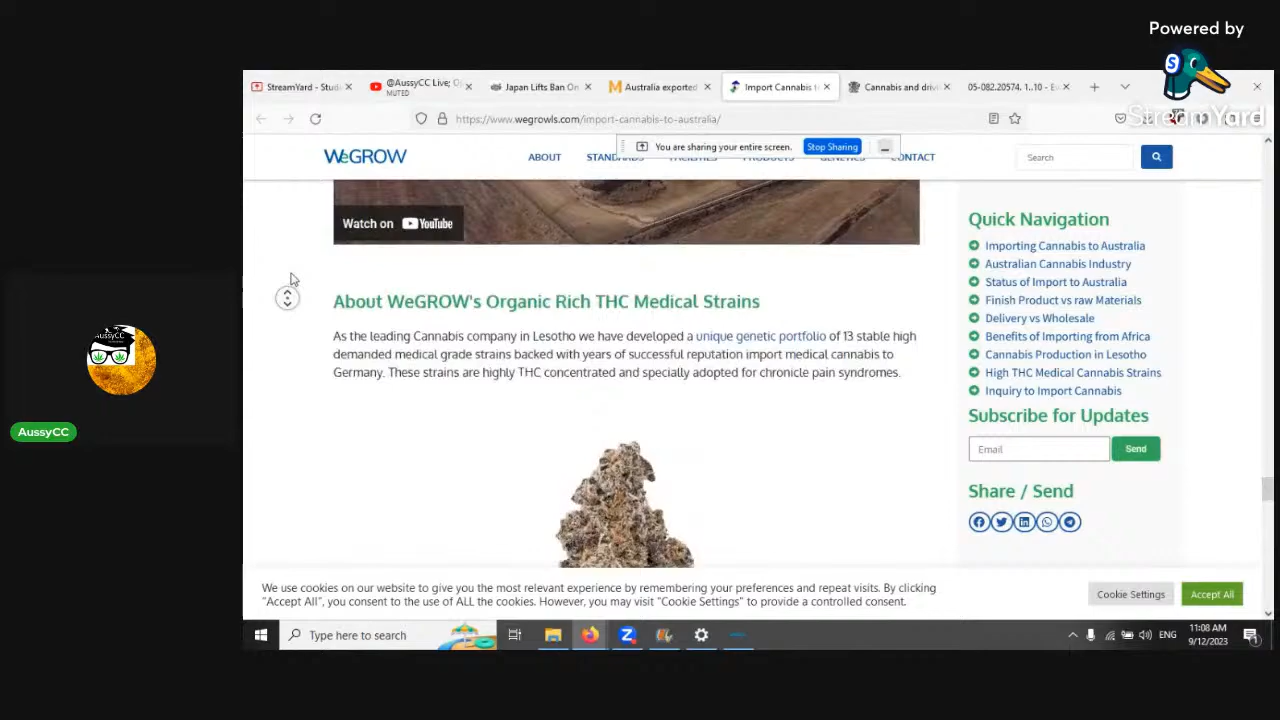 Powered by
StreamYard
StreamYard - Stud
@AussyCC Live; O
MUTED
Japan Lifts Ban On
Australia exported
Import Cannabis t
Cannabis and driv
05-082.20574. 1..10 - E
https://www.wegrowls.com/import-cannabis-to-australia/
You are sharing your entire screen.
Stop Sharing
WeGROW
ABOUT
STANDARDS
FACILITIES
PRODUCTS
GENETICS
CONTACT
Search
Watch on YouTube
About WeGROW's Organic Rich THC Medical Strains
As the leading Cannabis company in Lesotho we have developed a unique genetic portfolio of 13 stable high
demanded medical grade strains backed with years of successful reputation import medical cannabis to
Germany. These strains are highly THC concentrated and specially adopted for chronicle pain syndromes.
Quick Navigation
Importing Cannabis to Australia
Australian Cannabis Industry
Status of Import to Australia
Finish Product vs raw Materials
Delivery vs Wholesale
Benefits of Importing from Africa
Cannabis Production in Lesotho
High THC Medical Cannabis Strains
Inquiry to Import Cannabis
Subscribe for Updates
Email
Send
Share / Send
AussyCC
AussyCC
We use cookies on our website to give you the most relevant experience by remembering your preferences and repeat visits. By clicking
"Accept All", you consent to the use of ALL the cookies. However, you may visit "Cookie Settings" to provide a controlled consent.
Cookie Settings
Accept All
Type here to search
ENG
11:08 AM
9/12/2023